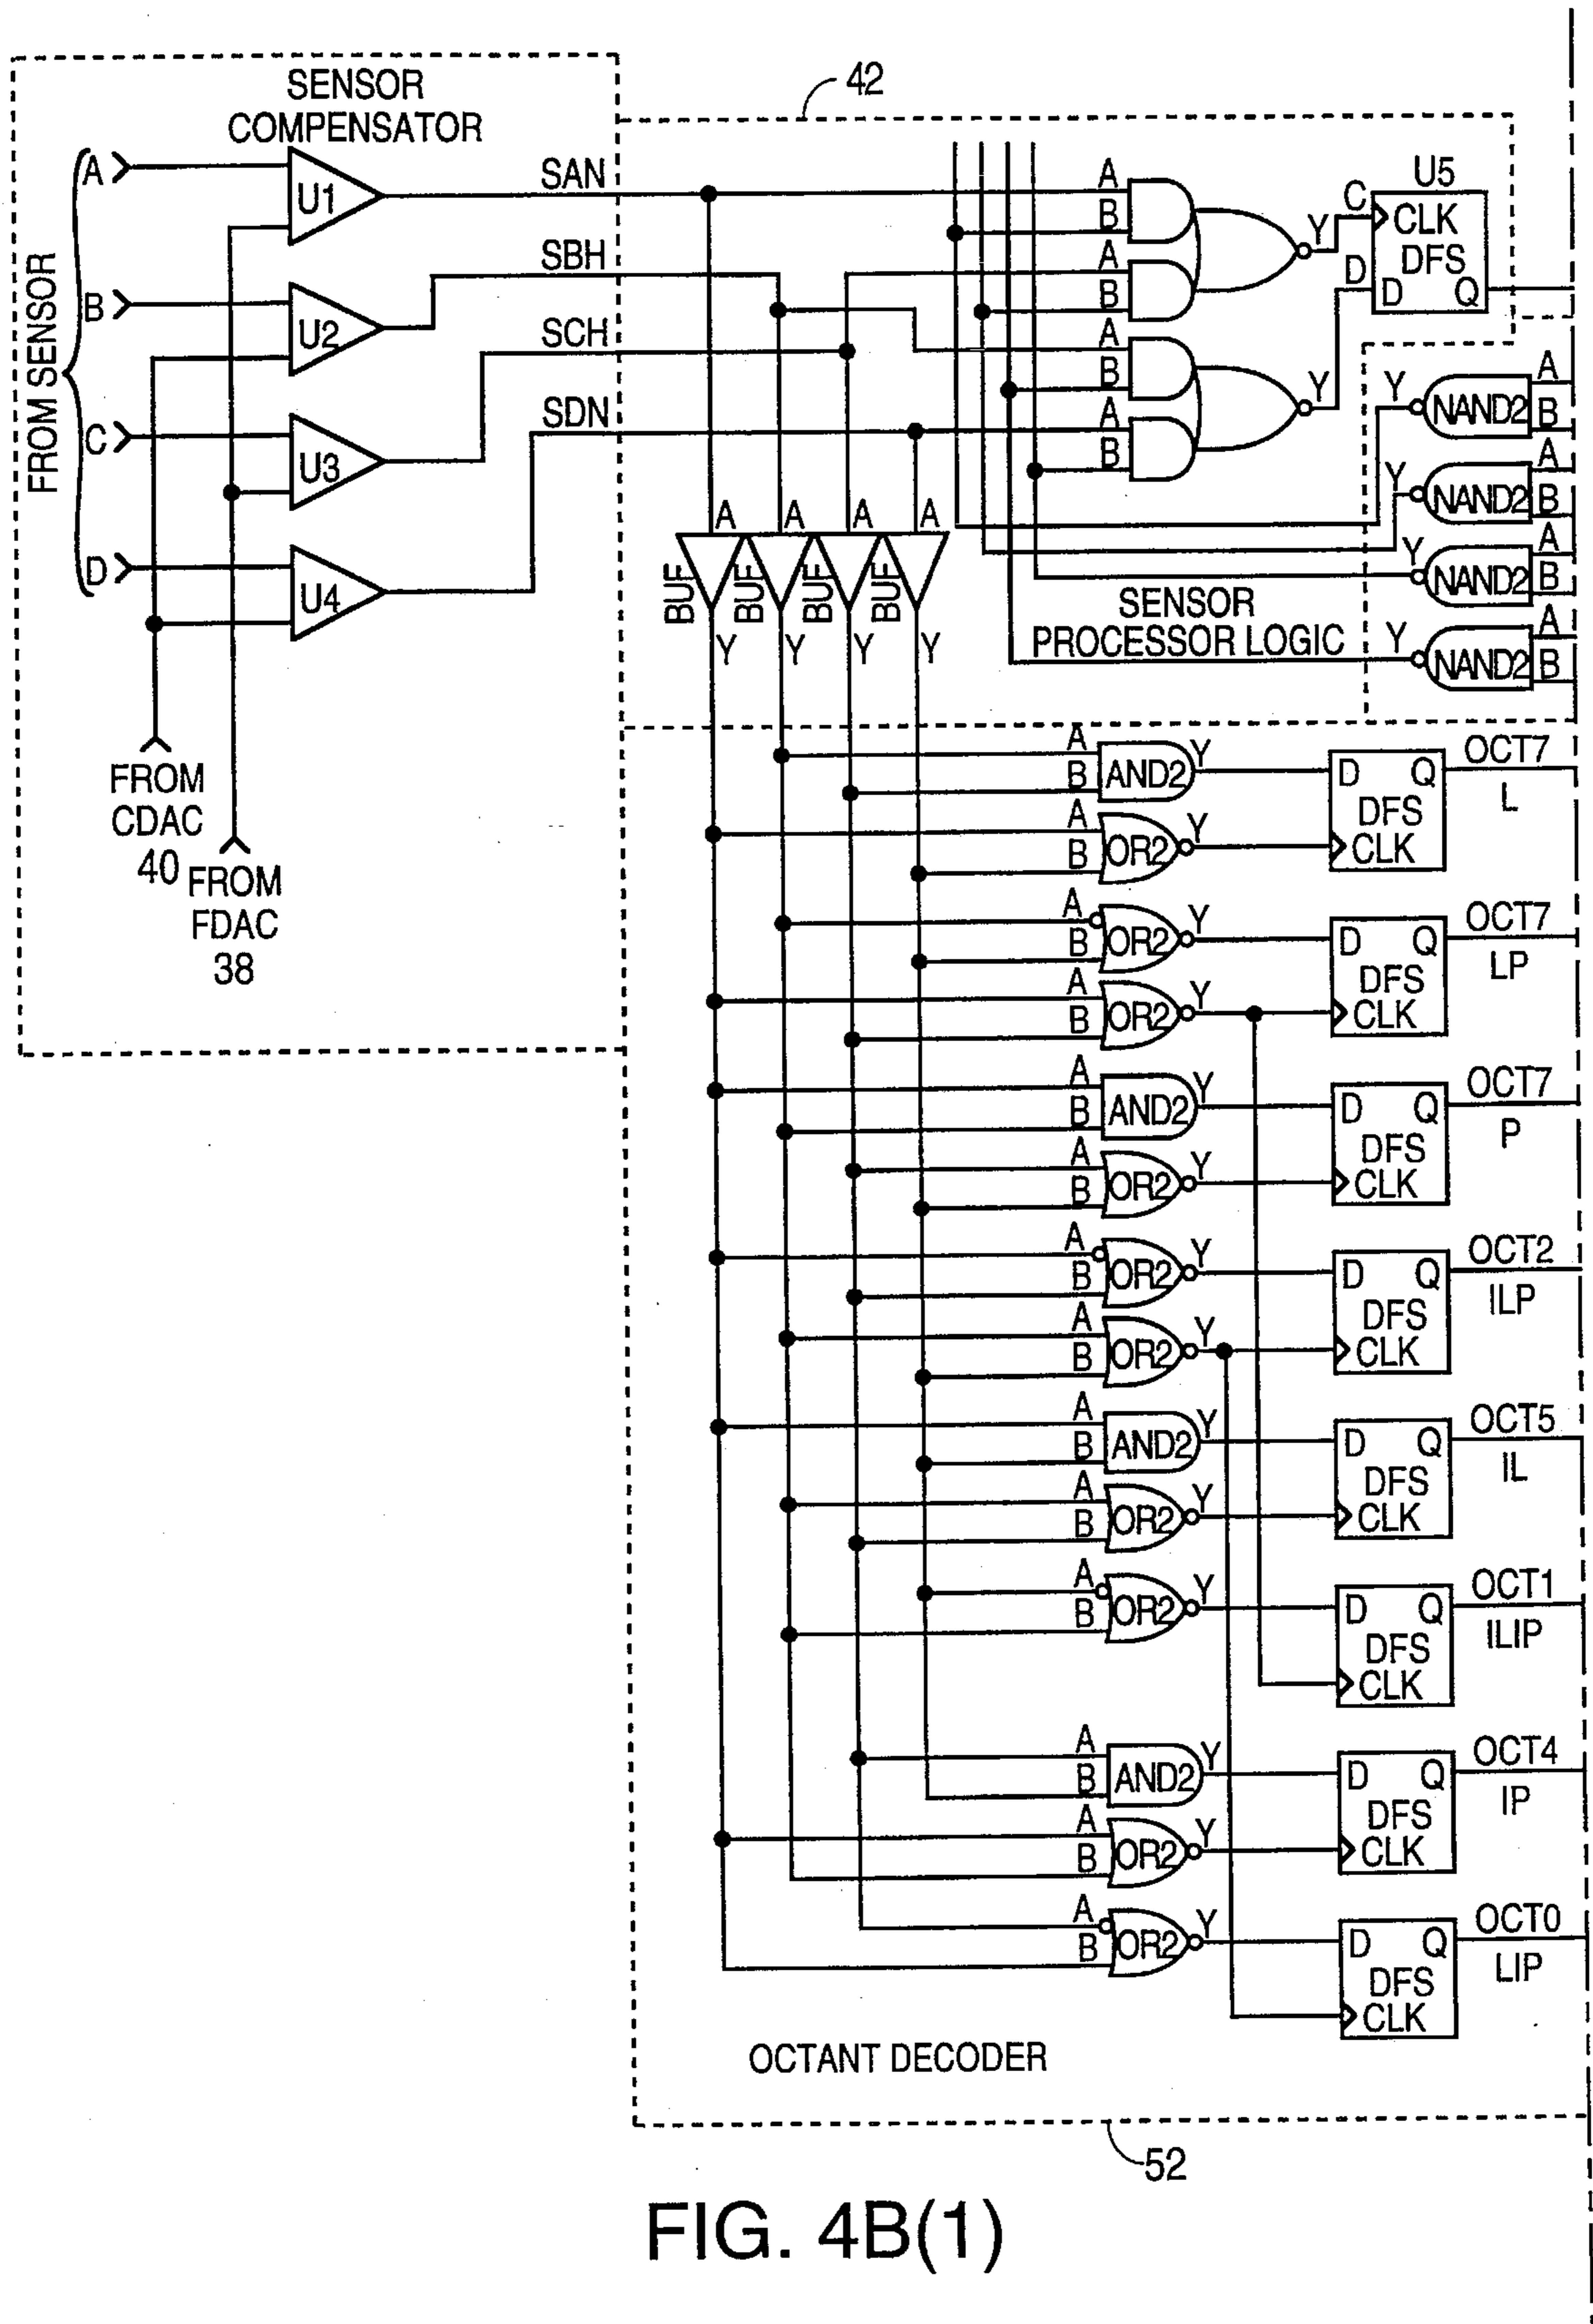 SENSOR
COMPENSATOR
42
FROM SENSOR
A
B
C
D
U1
U2
U3
U4
SAN
SBH
SCH
SDN
FROM
CDAC
40
FROM
FDAC
38
A
B
A
B
Y
A
B
A
B
Y
U5
C
CLK
DFS
D
D Q
Y NAND2 A
B
Y NAND2 A
B
Y NAND2 A
B
Y NAND2 A
B
SENSOR
PROCESSOR LOGIC
A A A A
BUF BUF BUF BUF
Y Y Y Y
A
B AND2 Y
A
B OR2 Y
D Q
DFS
CLK
OCT7
L
A
B OR2 Y
A
B OR2 Y
D Q
DFS
CLK
OCT7
LP
A
B AND2 Y
A
B OR2 Y
D Q
DFS
CLK
OCT7
P
A
B OR2 Y
A
B OR2 Y
D Q
DFS
CLK
OCT2
ILP
A
B AND2 Y
A
B OR2 Y
D Q
DFS
CLK
OCT5
IL
A
B OR2 Y
D Q
DFS
CLK
OCT1
ILIP
A
B AND2 Y
A
B OR2 Y
D Q
DFS
CLK
OCT4
IP
A
B OR2 Y
D Q
DFS
CLK
OCT0
LIP
OCTANT DECODER
52
FIG. 4B(1)